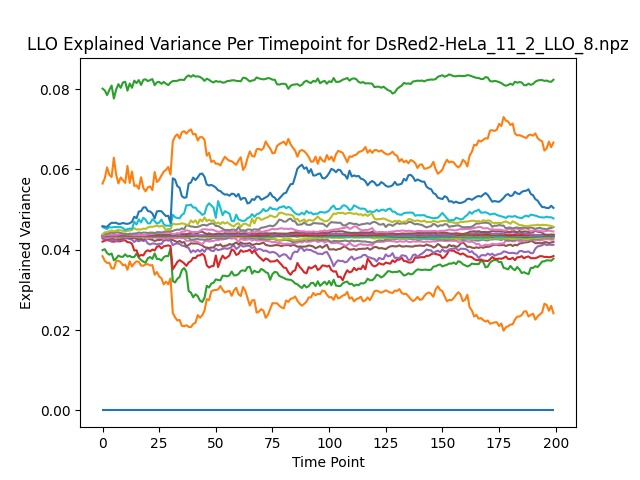 LLO Explained Variance Per Timepoint for DsRed2-HeLa_11_2_LLO_8.npz
0.08
0.06
0.04
0.02
0.00
Explained Variance
0 25 50 75 100 125 150 175 200
Time Point